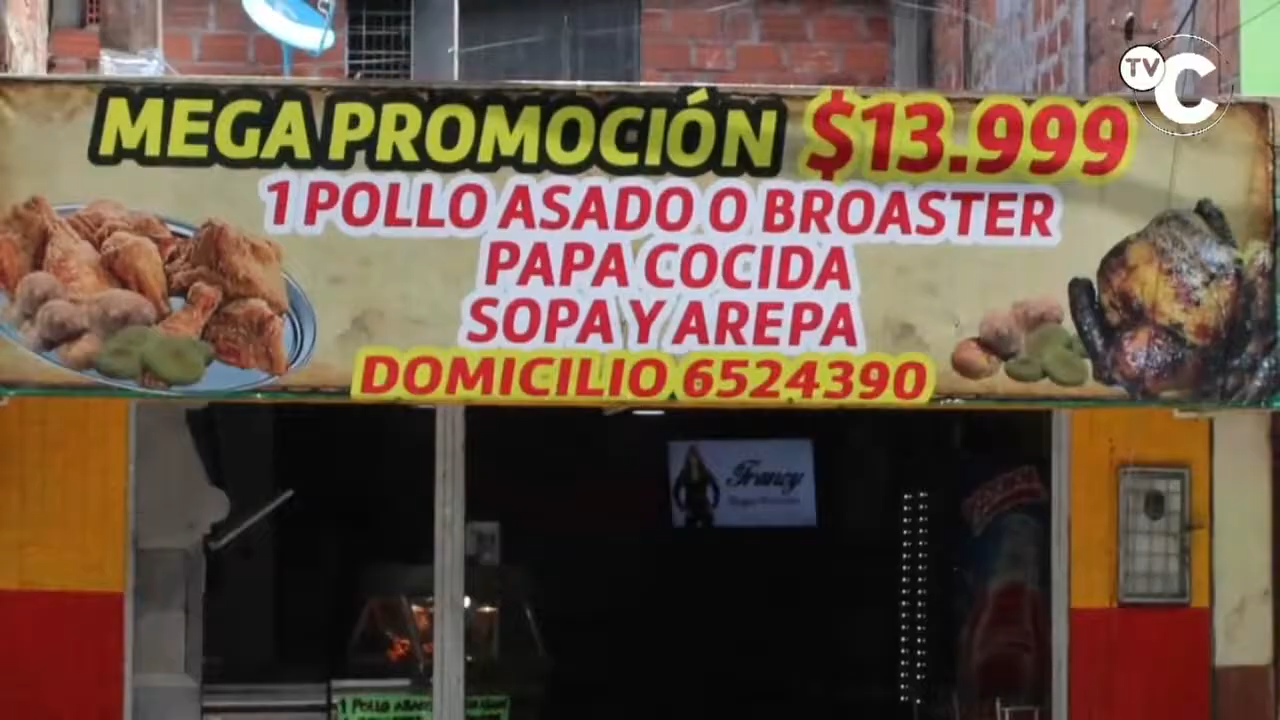 TV C
MEGA PROMOCIÓN $13.999
1 POLLO ASADO O BROASTER
PAPA COCIDA
SOPA Y AREPA
DOMICILIO 6524390
Francy
1 POLLO ASADO